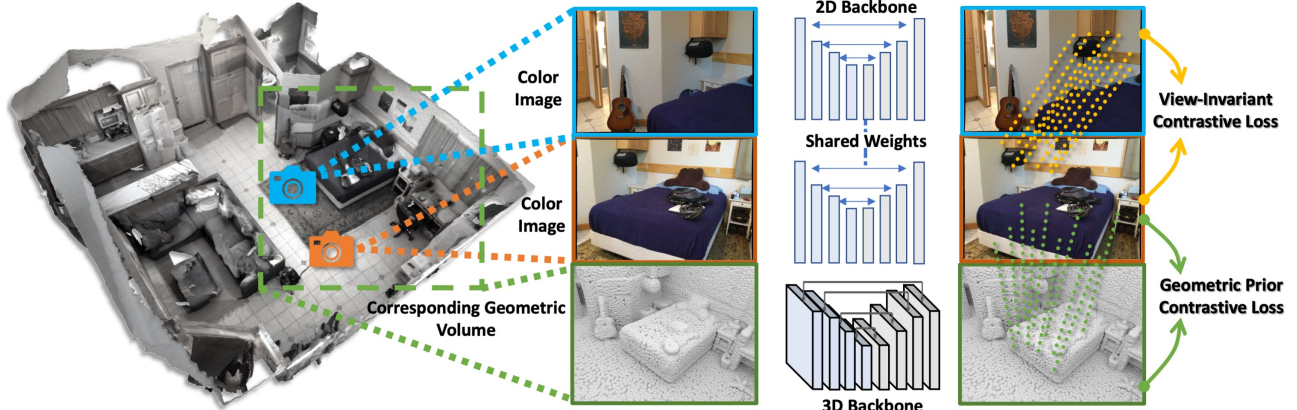 2D Backbone
Color
Image
View-Invariant
Contrastive Loss
Shared Weights
Color
Image
Corresponding Geometric
Volume
Geometric Prior
Contrastive Loss
3D Backbone